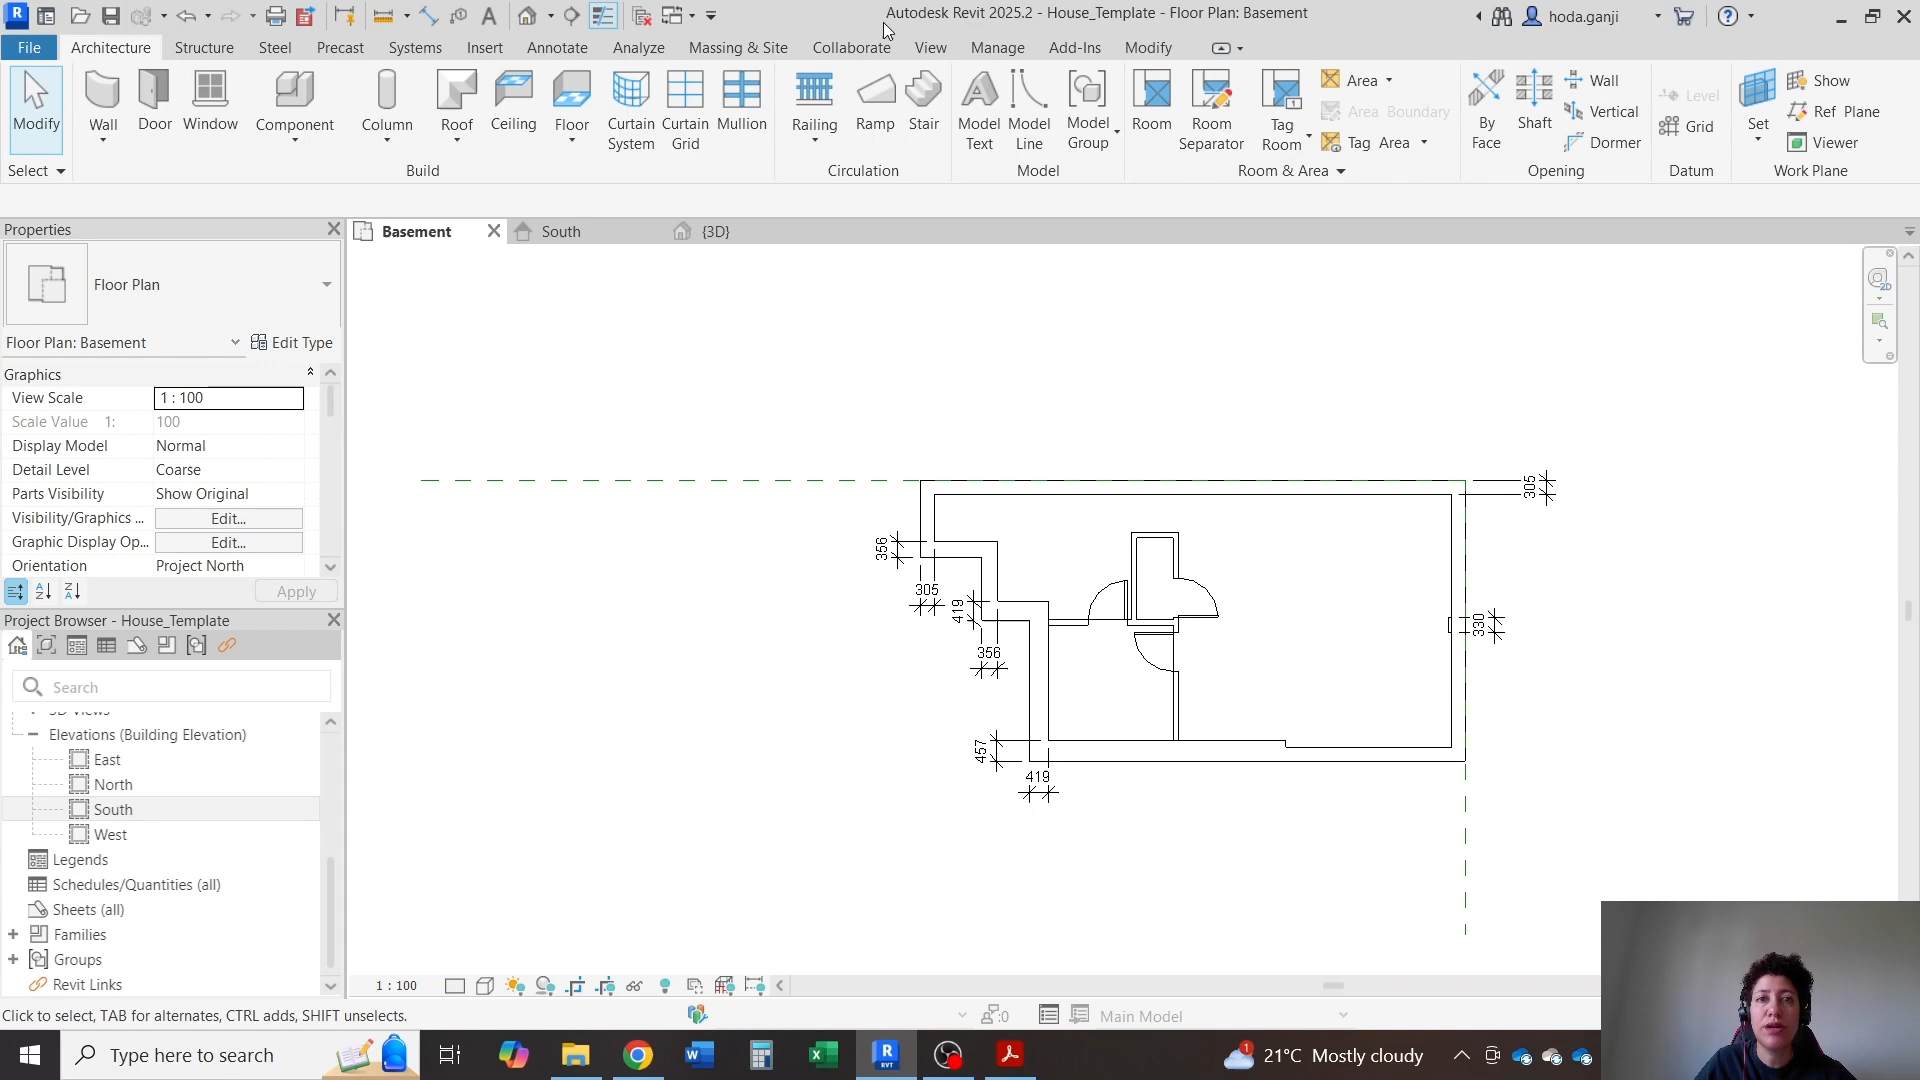 Autodesk Revit 2025.2 - House_Template - Floor Plan: Basement
hoda.ganji
File Architecture Structure Steel Precast Systems Insert Annotate Analyze Massing & Site Collaborate View Manage Add-Ins Modify
Modify
Wall
Door
Window
Component
Column
Roof
Ceiling
Floor
Curtain System
Curtain Grid
Mullion
Railing
Ramp
Stair
Model Text
Model Line
Model Group
Room
Room Separator
Tag Room
Area
Area Boundary
Tag Area
By Face
Shaft
Wall
Vertical
Dormer
Level
Grid
Set
Show
Ref Plane
Viewer
Select
Build
Circulation
Model
Room & Area
Opening
Datum
Work Plane
Properties
Basement
South
{3D}
Floor Plan
Floor Plan: Basement
Edit Type
Graphics
View Scale 1 : 100
Scale Value 1: 100
Display Model Normal
Detail Level Coarse
Parts Visibility Show Original
Visibility/Graphics ... Edit...
Graphic Display Op... Edit...
Orientation Project North
Apply
Project Browser - House_Template
Search
3D Views
Elevations (Building Elevation)
East
North
South
West
Legends
Schedules/Quantities (all)
Sheets (all)
Families
Groups
Revit Links
305
356
305
419
356
330
457
419
2D
1 : 100
Click to select, TAB for alternates, CTRL adds, SHIFT unselects.
:0
Main Model
Type here to search
R
RVT
1
21°C Mostly cloudy